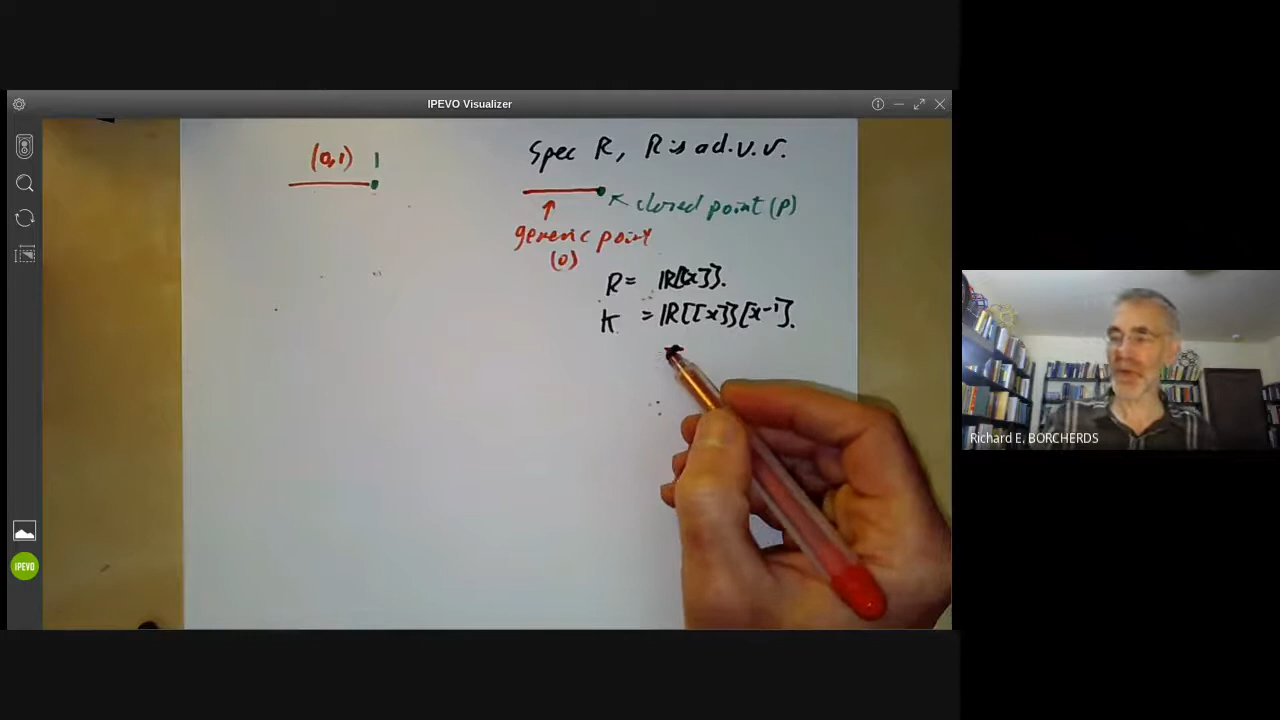 IPEVO Visualizer
(0,1) 1
Spec R, R is a d.v.r.
closed point (p)
generic point
(0)
R = ℝ[[x]].
K = ℝ[[x]][x⁻¹].
IPEVO
Richard E. BORCHERDS